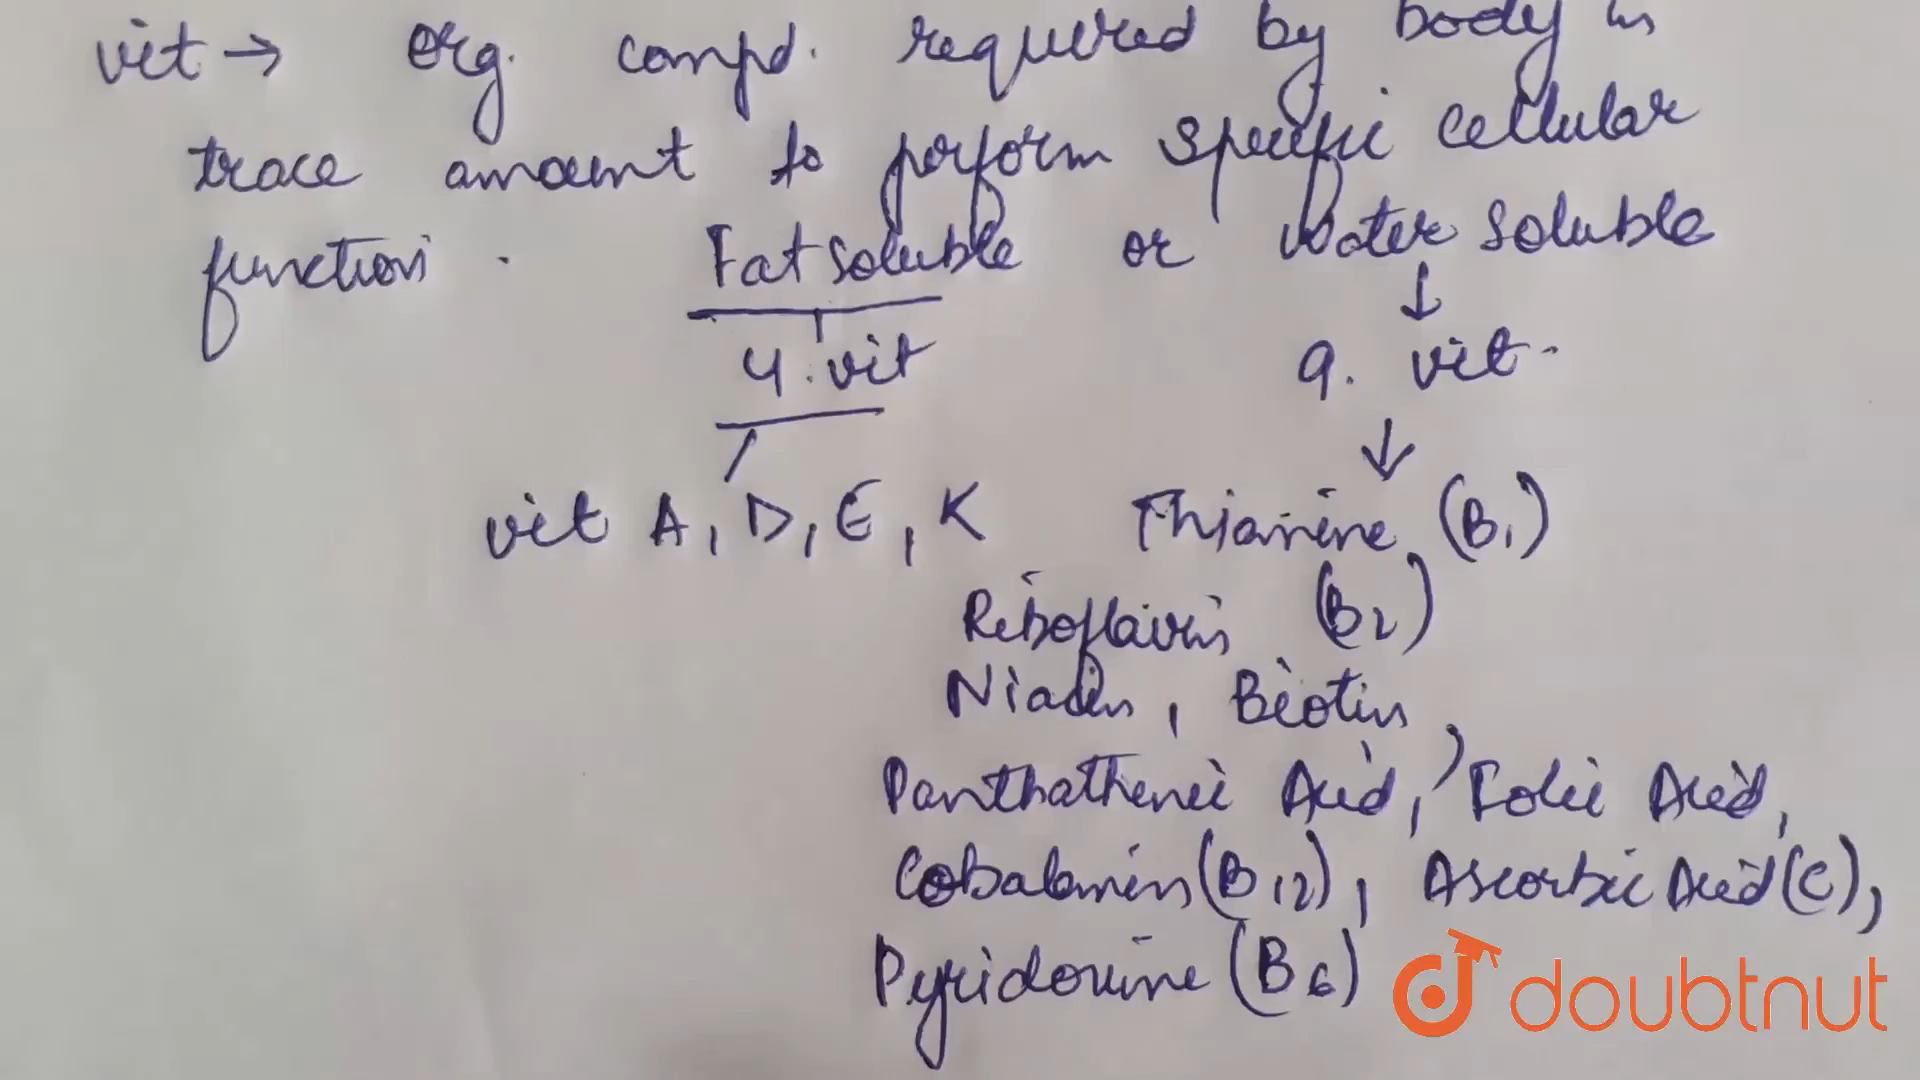 vit → org. compd. required by body in
trace amount to perform specific cellular
function. Fat soluble or water soluble
4. vit 9. vit.
vit A, D, E, K Thiamine (B1)
Riboflavin (B2)
Niacin, Biotin,
Panthathenic Acid, Folic Acid,
Cobalamin (B12), Ascorbic Acid (C),
Pyridoxine (B6)
doubtnut